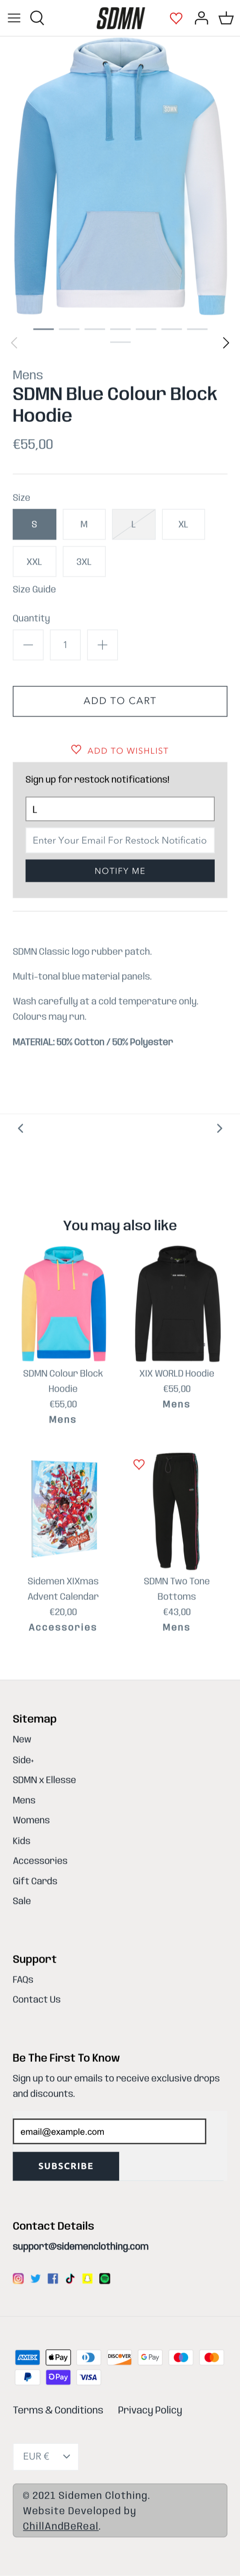 SDMN
Mens
SDMN Blue Colour Block
Hoodie
€55,00
Size
S
M
L
XL
XXL
3XL
Size Guide
Quantity
1
ADD TO CART
ADD TO WISHLIST
Sign up for restock notifications!
L
Enter Your Email For Restock Notificatio
NOTIFY ME
SDMN Classic logo rubber patch.
Multi-tonal blue material panels.
Wash carefully at a cold temperature only.
Colours may run.
MATERIAL: 50% Cotton / 50% Polyester
You may also like
SDMN Colour Block
Hoodie
€55,00
Mens
XIX WORLD Hoodie
€55,00
Mens
Sidemen XIXmas
Advent Calendar
€20,00
Accessories
SDMN Two Tone
Bottoms
€43,00
Mens
Sitemap
New
Side+
SDMN x Ellesse
Mens
Womens
Kids
Accessories
Gift Cards
Sale
Support
FAQs
Contact Us
Be The First To Know
Sign up to our emails to receive exclusive drops
and discounts.
email@example.com
SUBSCRIBE
Contact Details
support@sidemenclothing.com
AMEX
Pay
DISCOVER
G Pay
PayPal
Pay
VISA
Terms & Conditions
Privacy Policy
EUR €
© 2021 Sidemen Clothing.
Website Developed by
ChillAndBeReal.